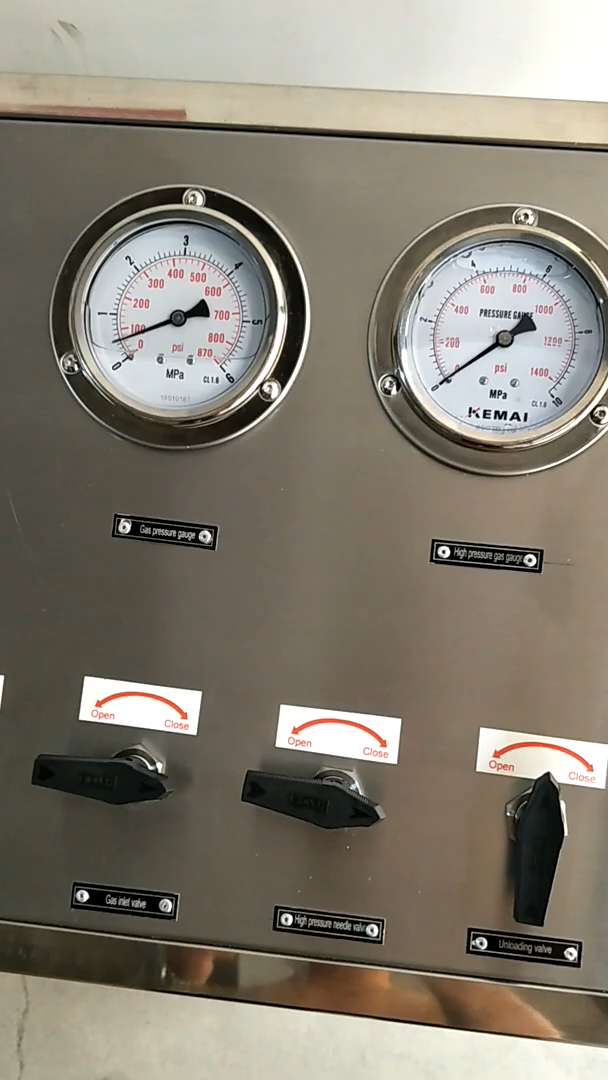 0 1 2 3 4 5 6
0 100 200 300 400 500 600 700 800 870
psi
MPa
CL1.6
0 2 4 6 8 10
200 400 600 800 1000 1200 1400
PRESSURE GAUGE
psi
MPa
CL1.6
KEMAI
Gas pressure gauge
High pressure gas gauge
Open Close
Open Close
Open Close
Gas inlet valve
High pressure needle valve
Unloading valve